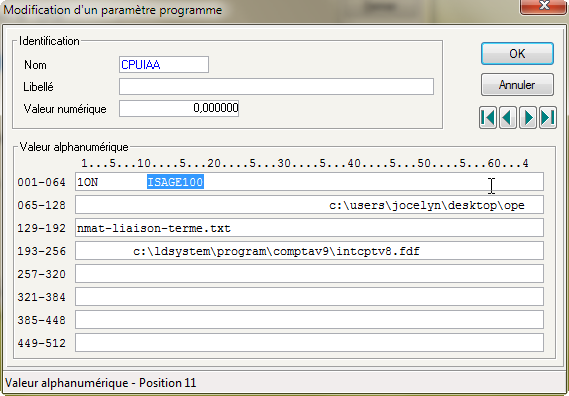 Modification d'un paramètre programme
Identification
Nom CPUIAA
Libellé
Valeur numérique 0,000000
OK
Annuler
Valeur alphanumérique
1...5...10....5...20....5...30....5...40....5...50....5...60...4
001-064 1ON ISAGE100
065-128 c:\users\jocelyn\desktop\ope
129-192 nmat-liaison-terme.txt
193-256 c:\ldsystem\program\comptav9\intcptv8.fdf
257-320
321-384
385-448
449-512
Valeur alphanumérique - Position 11